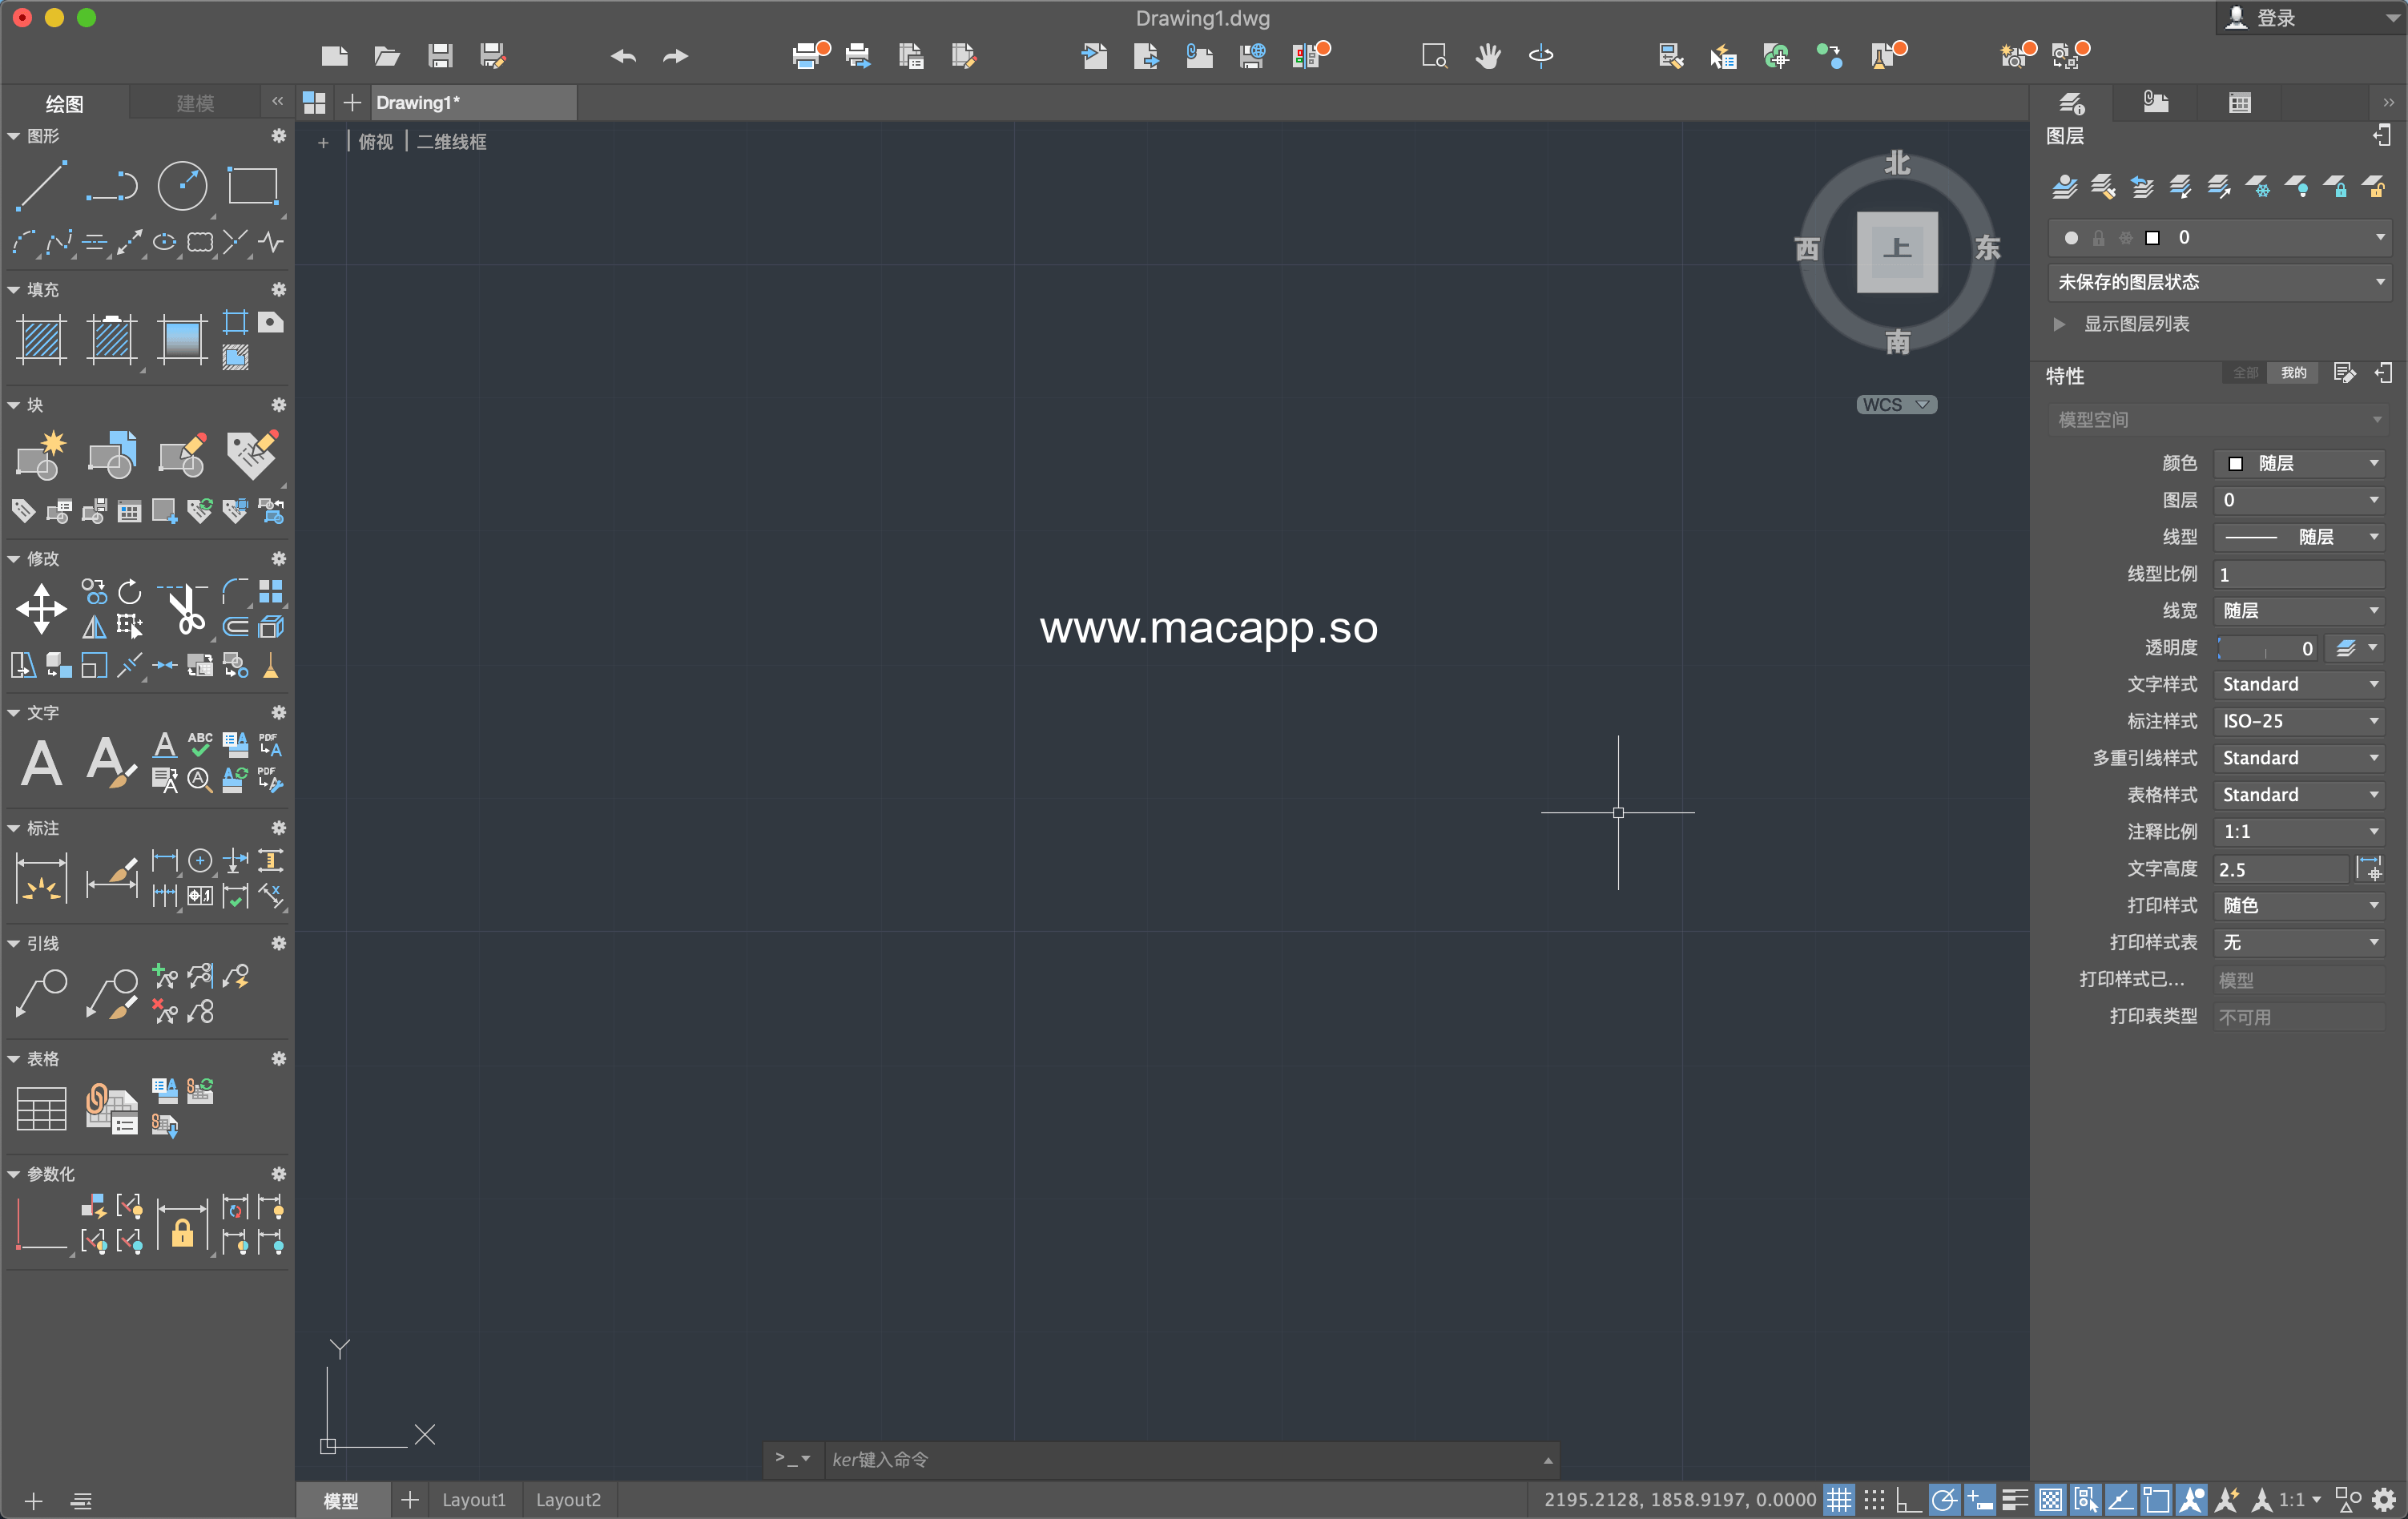 Drawing1.dwg
登录
绘图
建模
Drawing1*
图形
俯视
二维线框
图层
北
西
上
东
南
WCS
0
未保存的图层状态
显示图层列表
填充
特性
全部
我的
模型空间
块
颜色
随层
图层
0
线型
随层
修改
线型比例
1
线宽
随层
www.macapp.so
透明度
0
文字样式
Standard
文字
标注样式
ISO-25
ABC
A
PDF
多重引线样式
Standard
表格样式
Standard
标注
注释比例
1:1
文字高度
2.5
打印样式
随色
引线
打印样式表
无
打印样式已...
模型
打印表类型
不可用
表格
参数化
Y
X
>_
ker键入命令
模型
Layout1
Layout2
2195.2128, 1858.9197, 0.0000
1:1